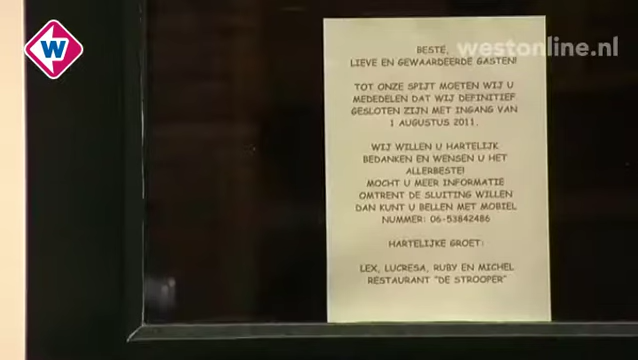 W
westonline.nl
BESTE,
LIEVE EN GEWAARDEERDE GASTEN!
TOT ONZE SPIJT MOETEN WIJ U
MEDEDELEN DAT WIJ DEFINITIEF
GESLOTEN ZIJN MET INGANG VAN
1 AUGUSTUS 2011.
WIJ WILLEN U HARTELIJK
BEDANKEN EN WENSEN U HET
ALLERBESTE!
MOCHT U MEER INFORMATIE
OMTRENT DE SLUITING WILLEN
DAN KUNT U BELLEN MET MOBIEL
NUMMER: 06-53842486
HARTELIJKE GROET:
LEX, LUCRESA, RUBY EN MICHEL
RESTAURANT "DE STROOPER"